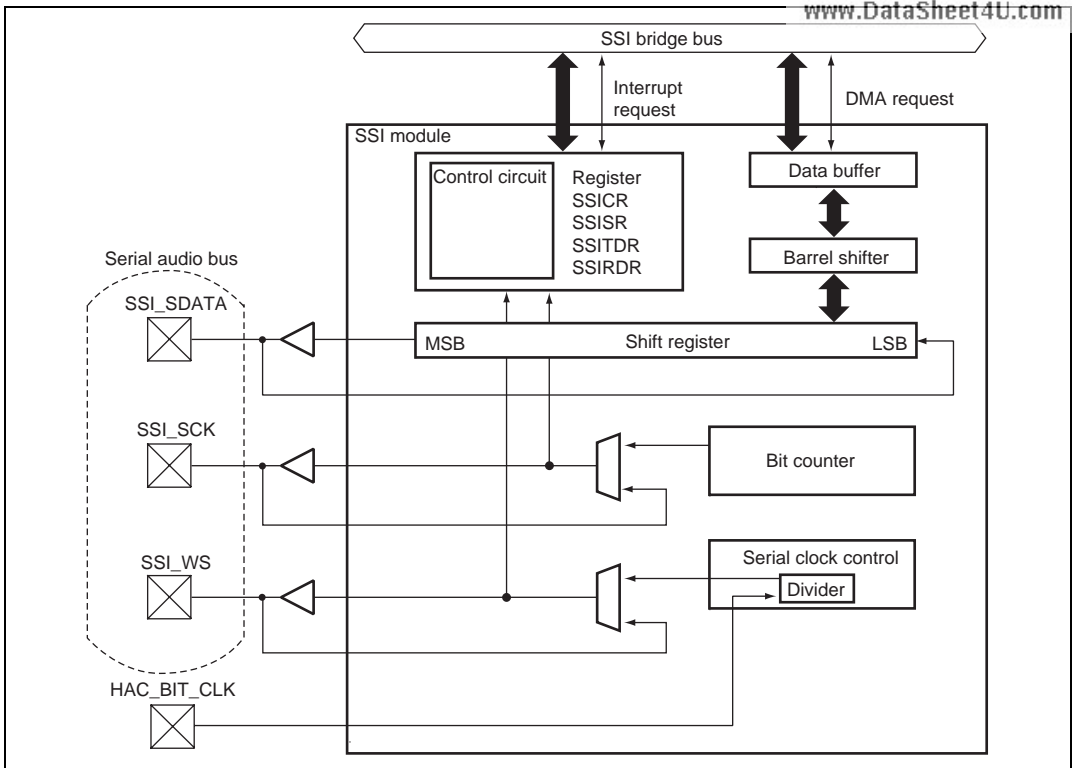 www.DataSheet4U.com
SSI bridge bus
Interrupt
request
DMA request
SSI module
Control circuit
Register
SSICR
SSISR
SSITDR
SSIRDR
Data buffer
Barrel shifter
Serial audio bus
SSI_SDATA
MSB
Shift register
LSB
SSI_SCK
Bit counter
SSI_WS
Serial clock control
Divider
HAC_BIT_CLK